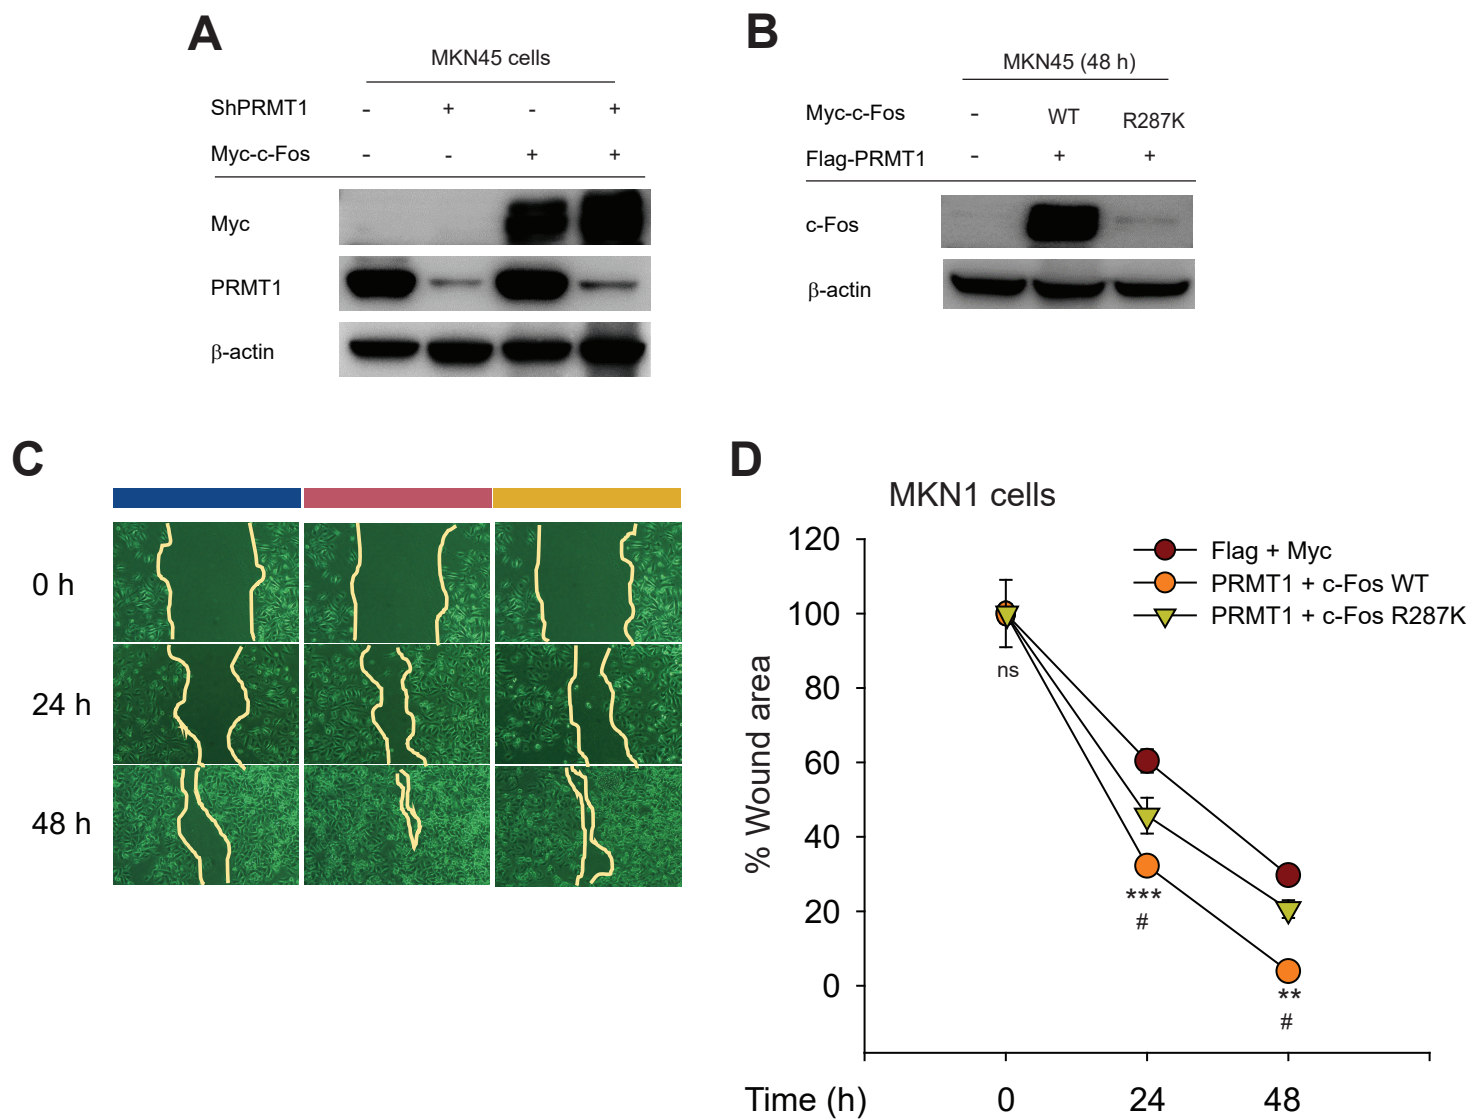 A
MKN45 cells
ShPRMT1 - + - +
Myc-c-Fos - - + +
Myc
PRMT1
β-actin
B
MKN45 (48 h)
Myc-c-Fos - WT R287K
Flag-PRMT1 - + +
c-Fos
β-actin
C
0 h
24 h
48 h
D
MKN1 cells
Flag + Myc
PRMT1 + c-Fos WT
PRMT1 + c-Fos R287K
% Wound area
120
100
80
60
40
20
0
ns
***
#
**
#
Time (h) 0 24 48